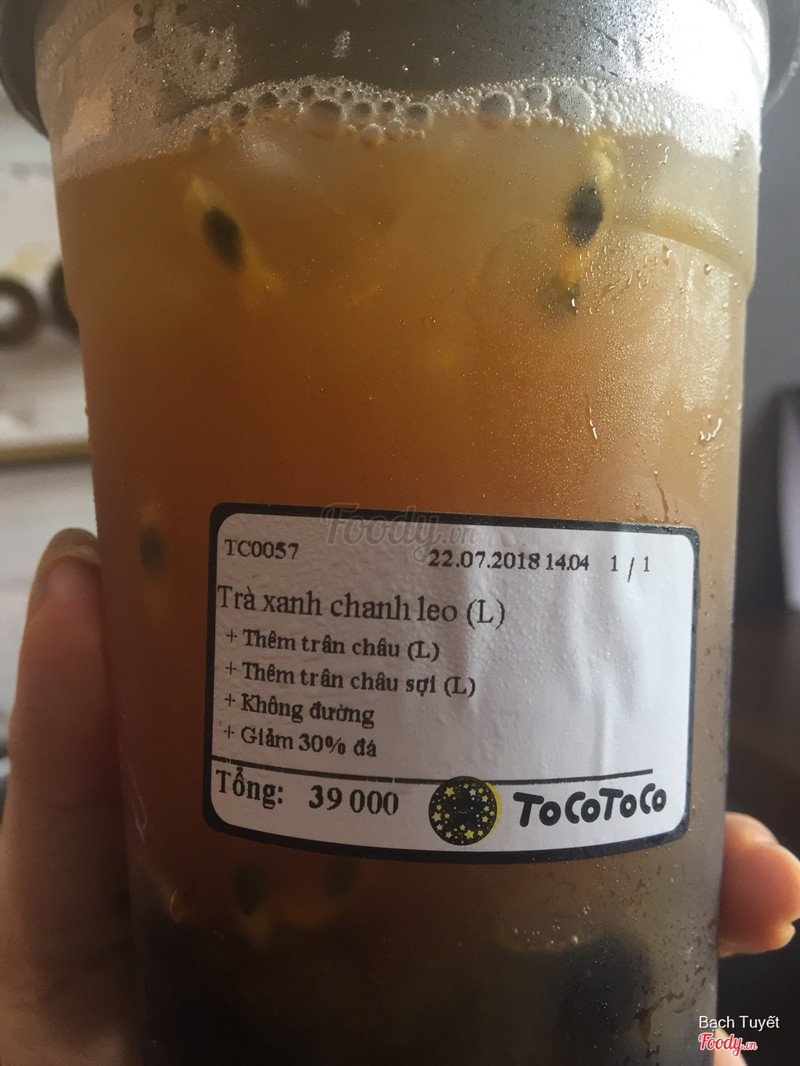 Foody.vn
TC0057 22.07.2018 14:04 1 / 1
Trà xanh chanh leo (L)
+ Thêm trân châu (L)
+ Thêm trân châu sợi (L)
+ Không đường
+ Giảm 30% đá
Tổng: 39 000 ToCoToCo
Bạch Tuyết
Foody.vn